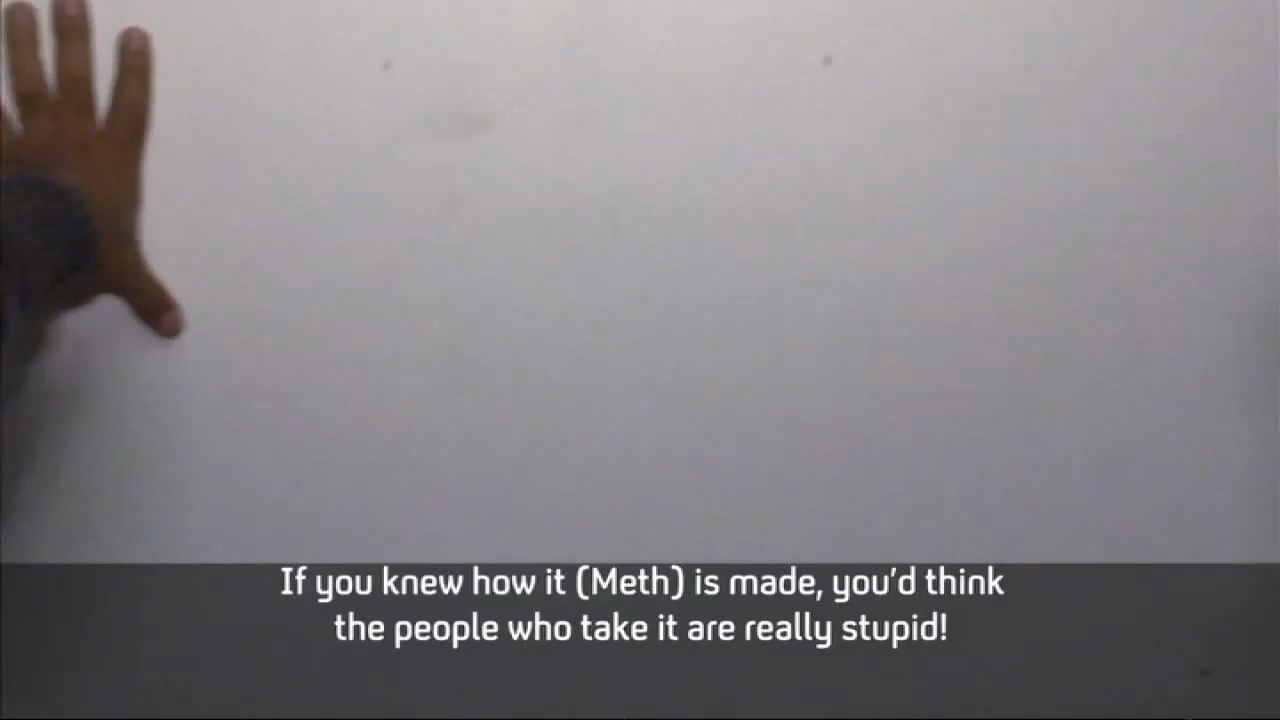 If you knew how it (Meth) is made, you'd think
the people who take it are really stupid!